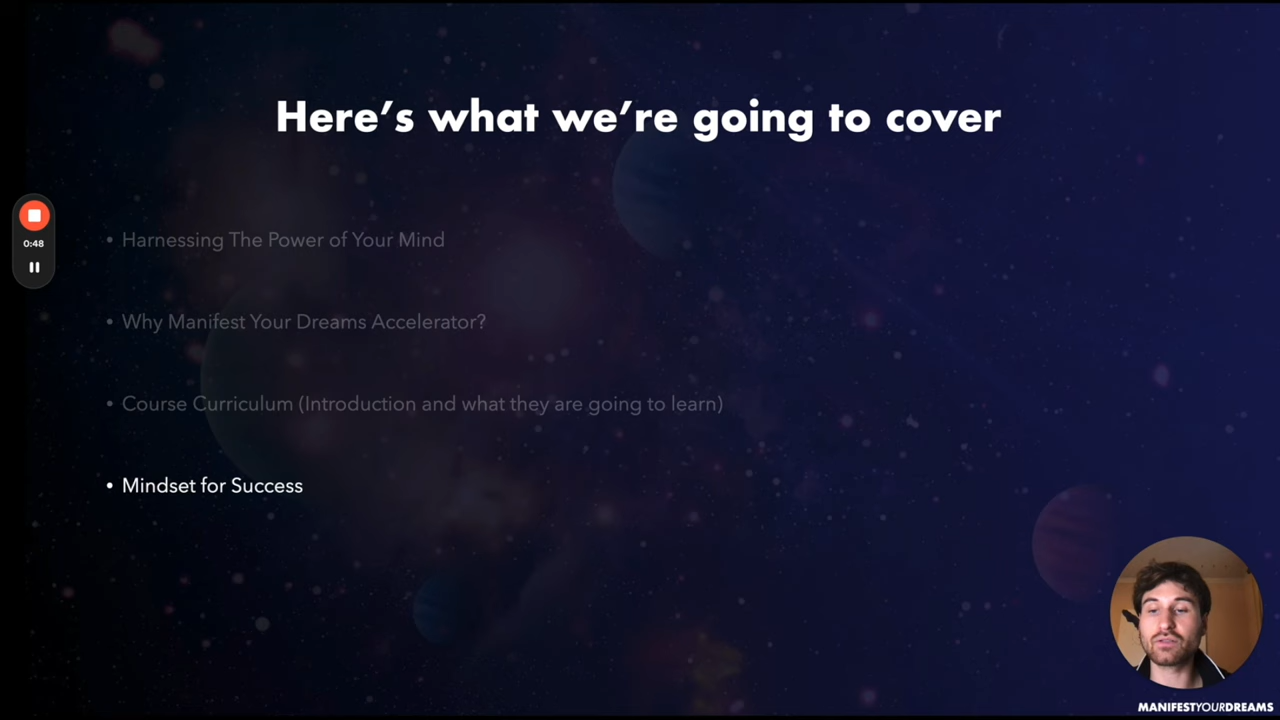 Here's what we're going to cover
• Harnessing The Power of Your Mind
0:48
• Why Manifest Your Dreams Accelerator?
• Course Curriculum (Introduction and what they are going to learn)
• Mindset for Success
MANIFESTYOURDREAMS